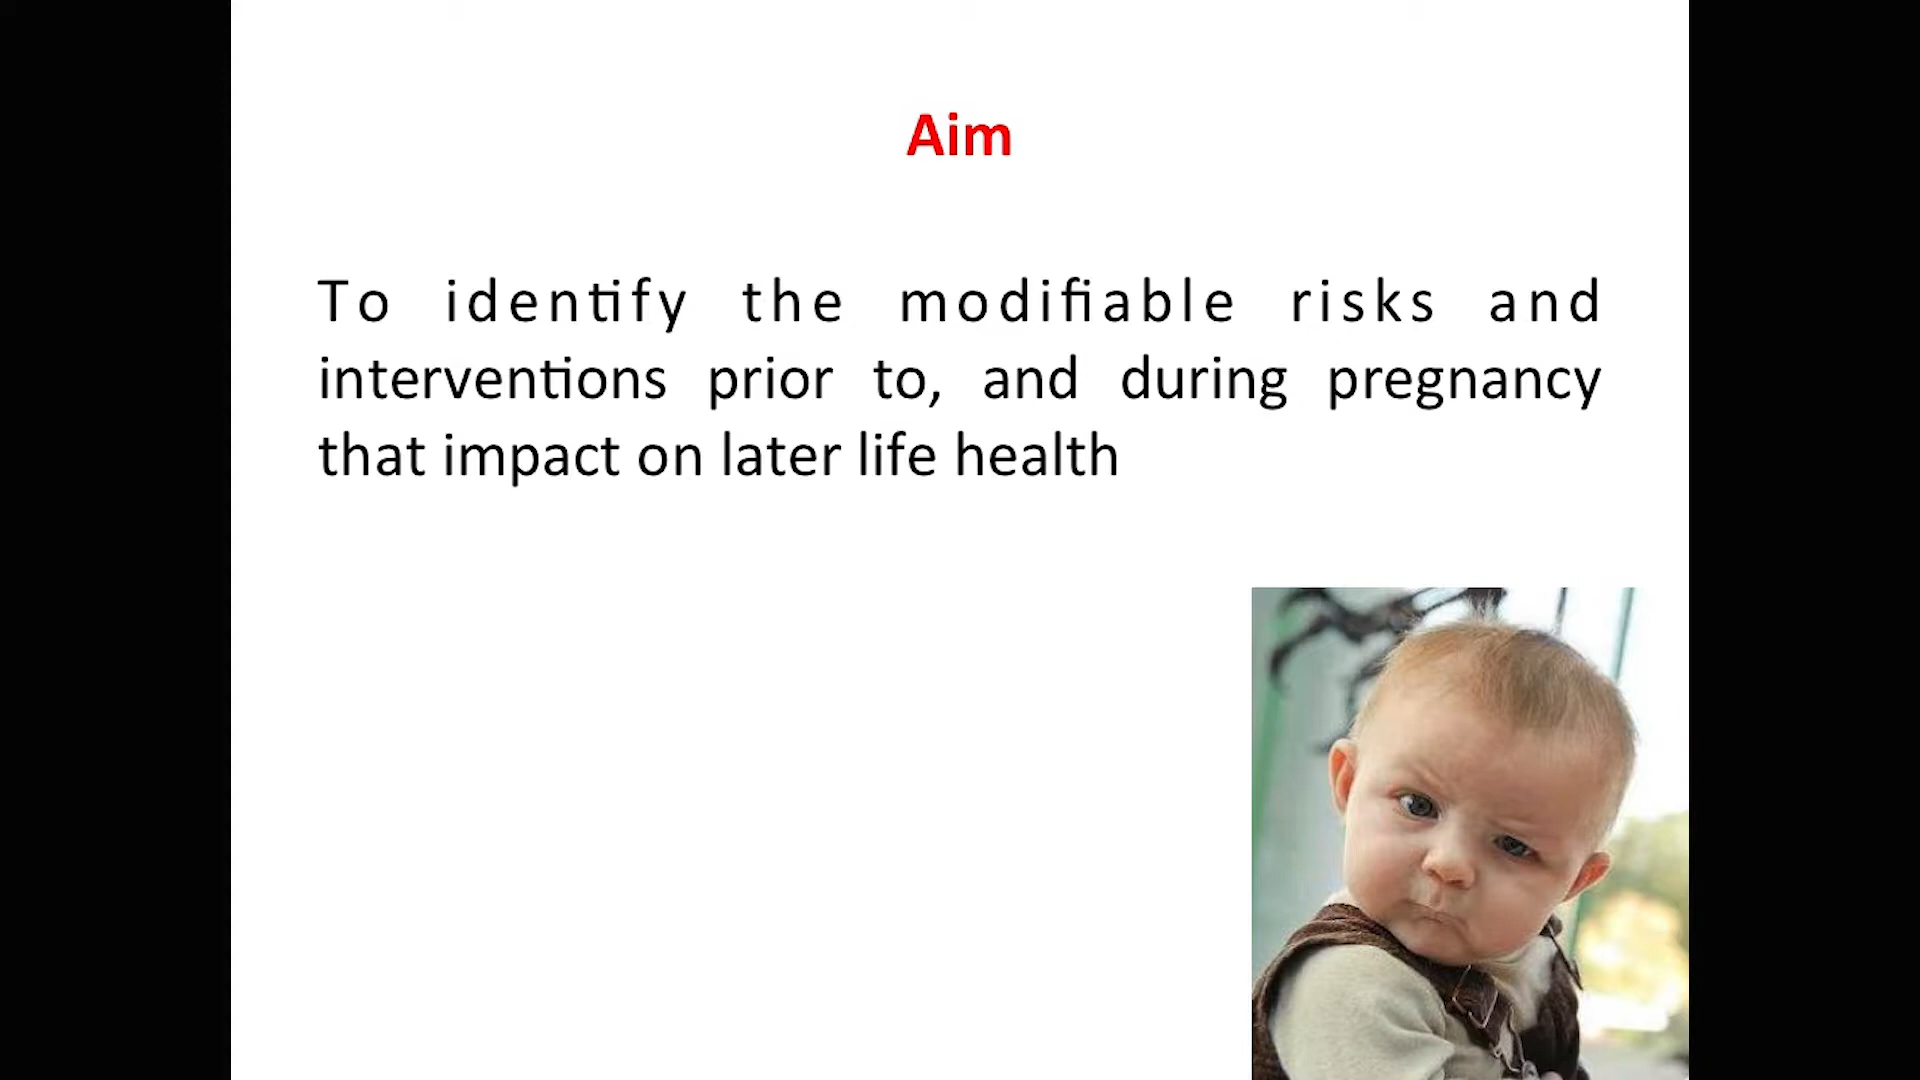 Aim
To identify the modifiable risks and
interventions prior to, and during pregnancy
that impact on later life health